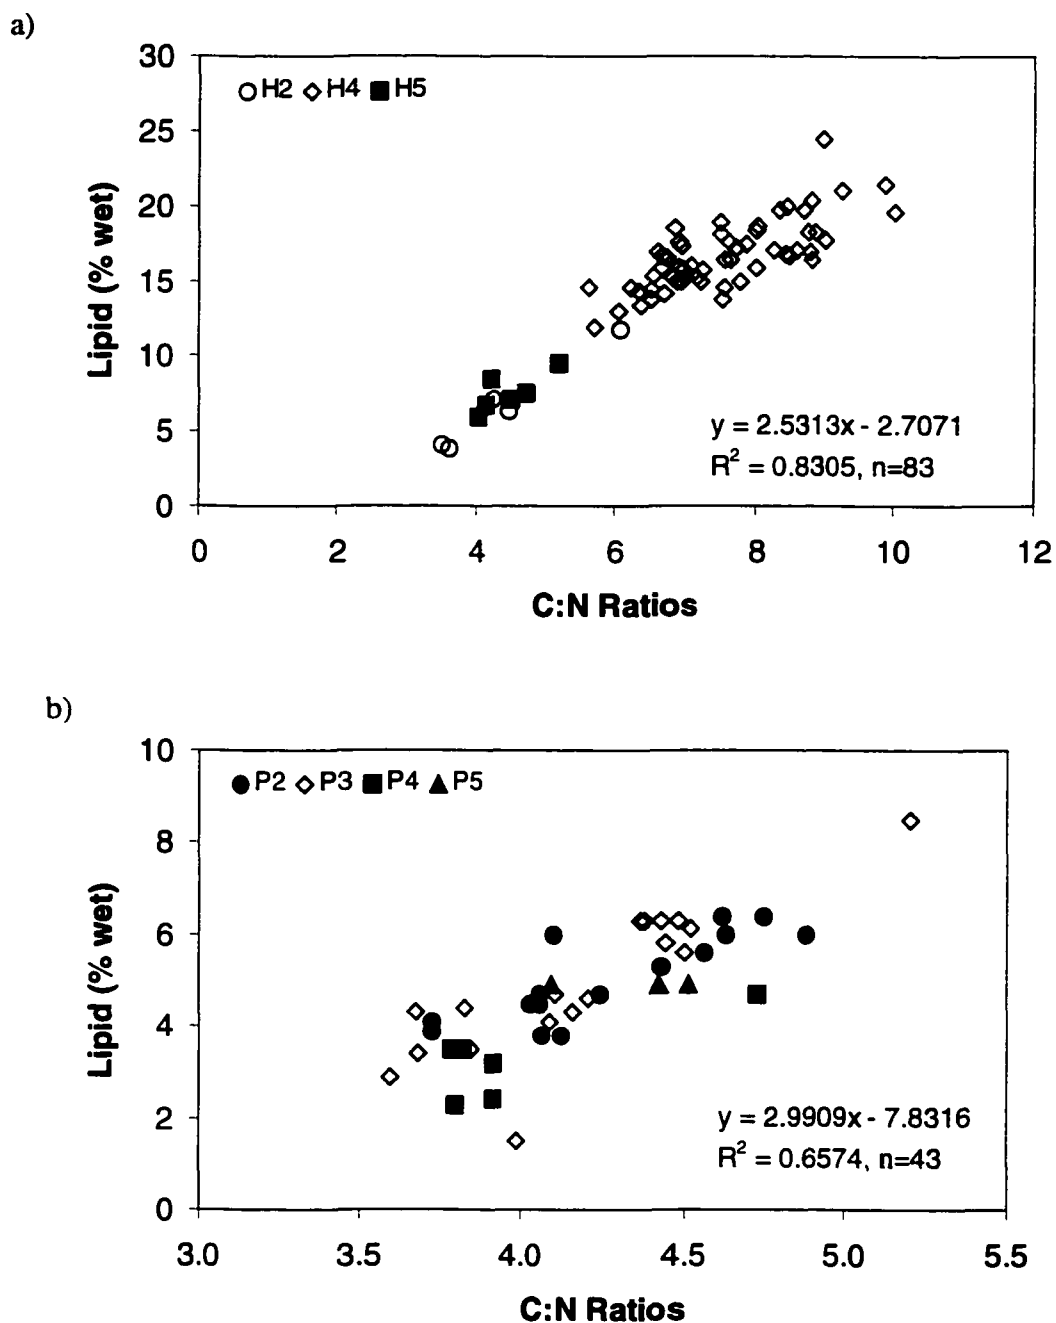 a)
30
25
20
15
10
5
0
Lipid (% wet)
H2 H4 H5
y = 2.5313x - 2.7071
R² = 0.8305, n=83
0 2 4 6 8 10 12
C:N Ratios
b)
10
8
6
4
2
0
Lipid (% wet)
P2 P3 P4 P5
y = 2.9909x - 7.8316
R² = 0.6574, n=43
3.0 3.5 4.0 4.5 5.0 5.5
C:N Ratios